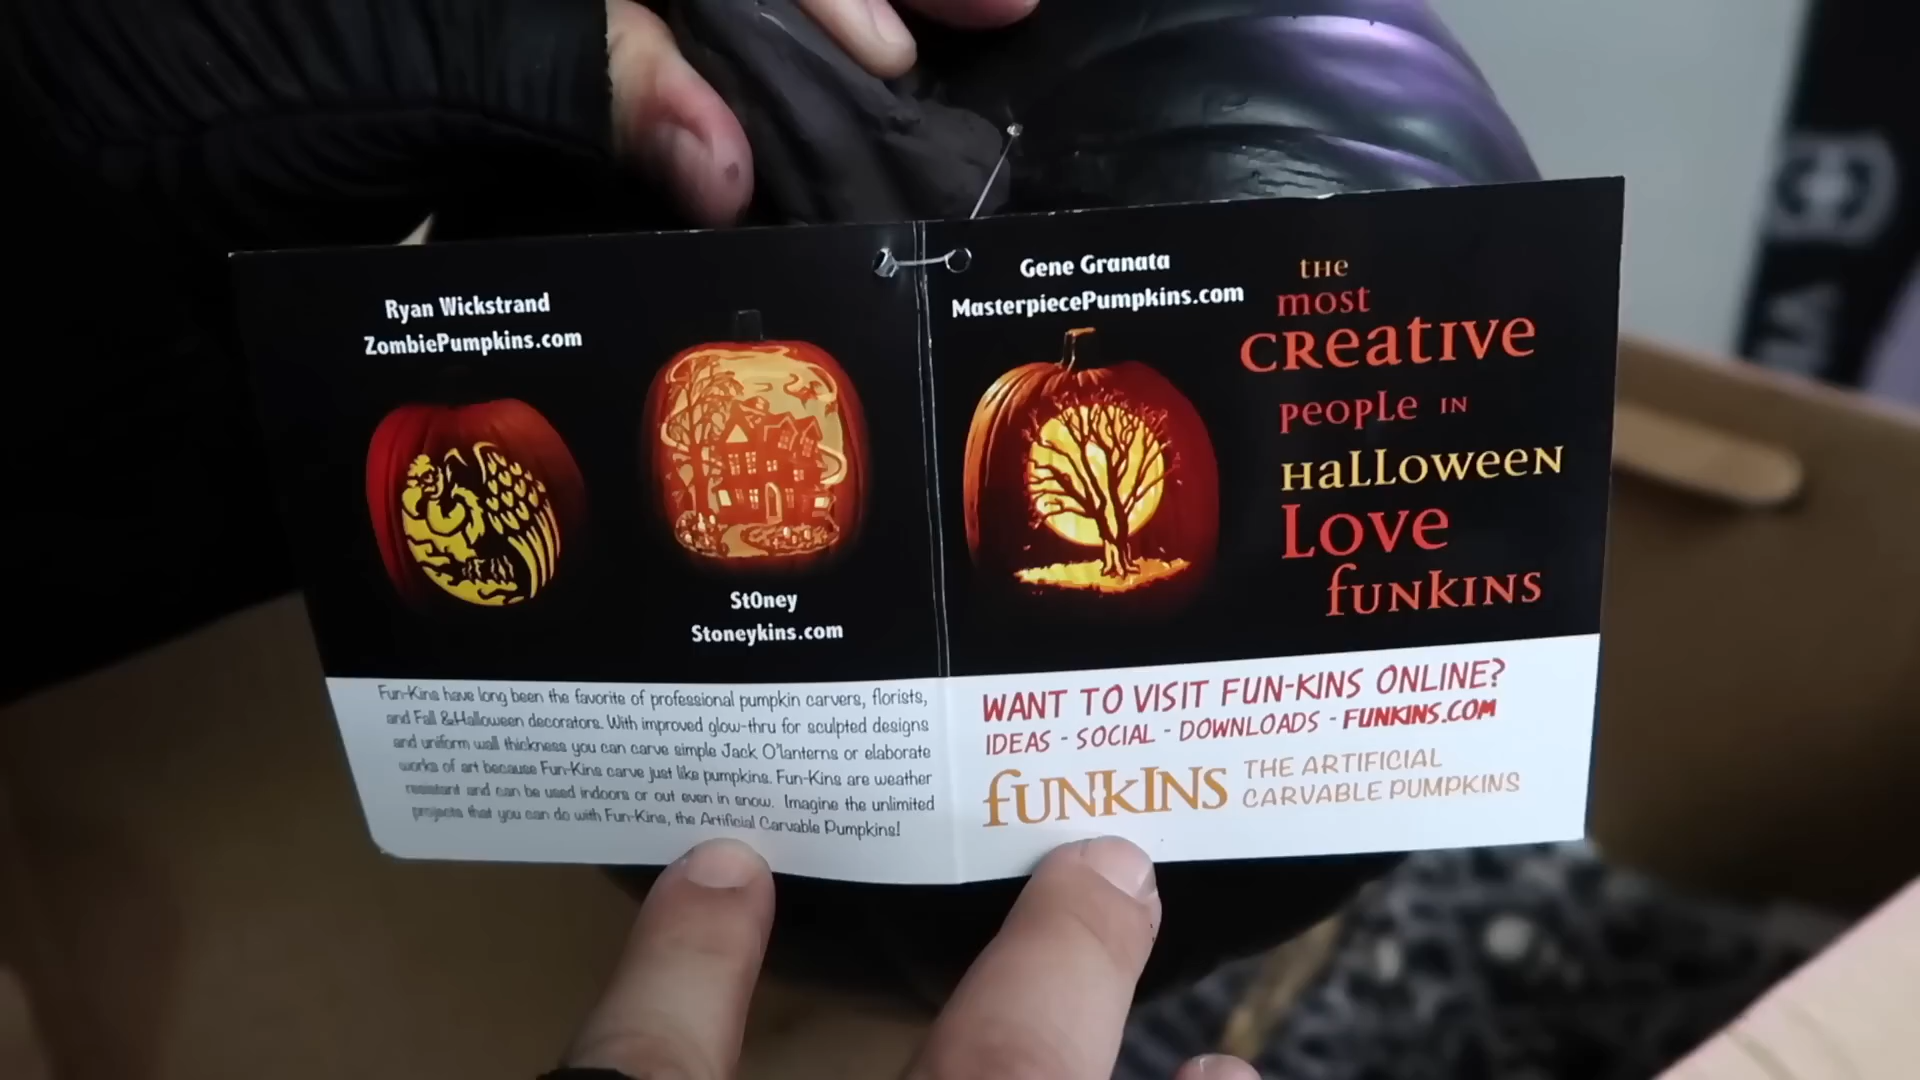 Ryan Wickstrand
ZombiePumpkins.com
St0ney
Stoneykins.com
Fun-Kins have long been the favorite of professional pumpkin carvers, florists,
and Fall & Halloween decorators. With improved glow-thru for sculpted designs
and uniform wall thickness you can carve simple Jack O'lanterns or elaborate
works of art because Fun-Kins carve just like pumpkins. Fun-Kins are weather
resistant and can be used indoors or out even in snow. Imagine the unlimited
projects that you can do with Fun-Kins, the Artificial Carvable Pumpkins!
Gene Granata
MasterpiecePumpkins.com
THE
most
CReatIVe
peopLe IN
HaLLoweeN
Love
fUNkINS
WANT TO VISIT FUN-KINS ONLINE?
IDEAS - SOCIAL - DOWNLOADS - FUNKINS.COM
fUNkINS
THE ARTIFICIAL
CARVABLE PUMPKINS